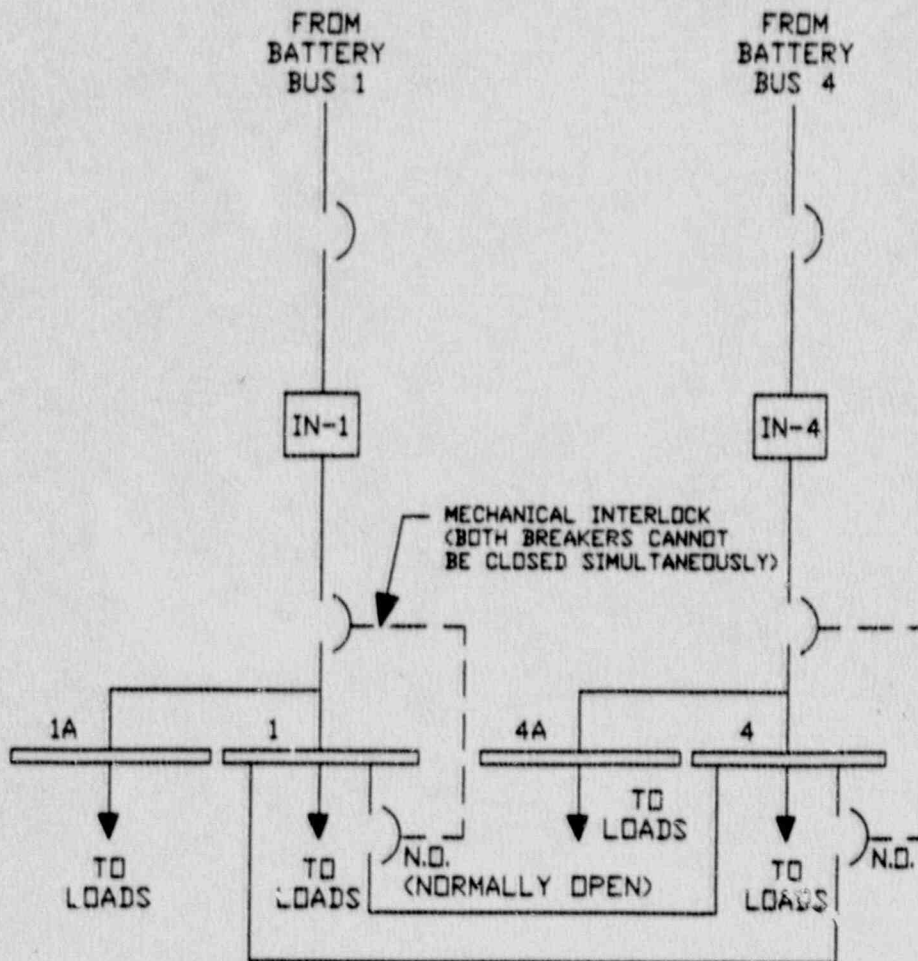 FROM
BATTERY
BUS 1
FROM
BATTERY
BUS 4
IN-1
IN-4
MECHANICAL INTERLOCK
(BOTH BREAKERS CANNOT
BE CLOSED SIMULTANEOUSLY)
1A
1
4A
4
TO
LOADS
TO
LOADS
N.O.
(NORMALLY OPEN)
TO
LOADS
TO
LOADS
N.O.